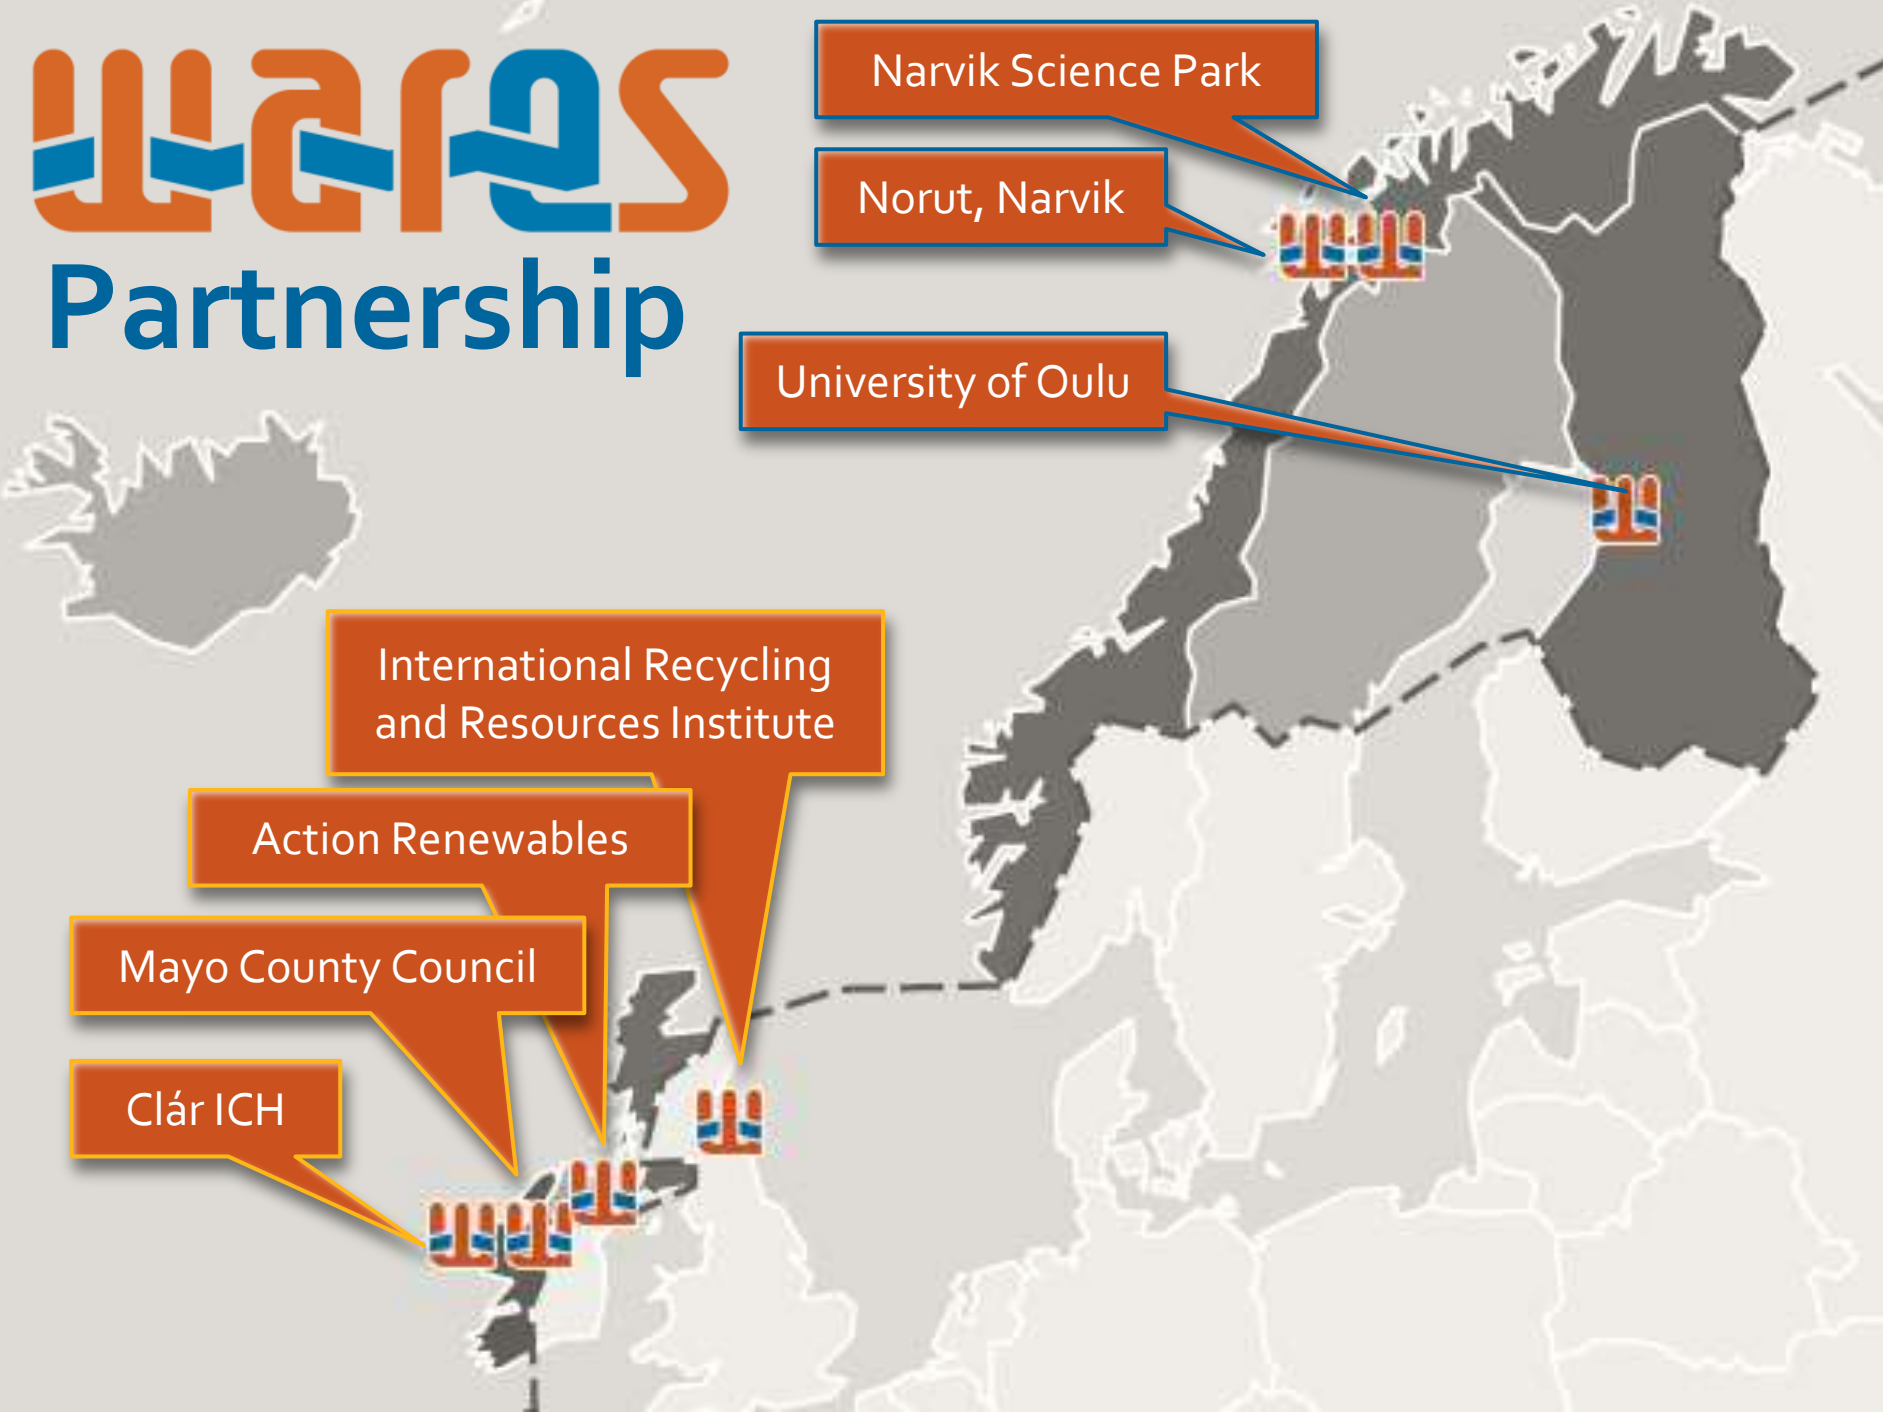 wares
Partnership
Narvik Science Park
Norut, Narvik
University of Oulu
International Recycling
and Resources Institute
Action Renewables
Mayo County Council
Clár ICH